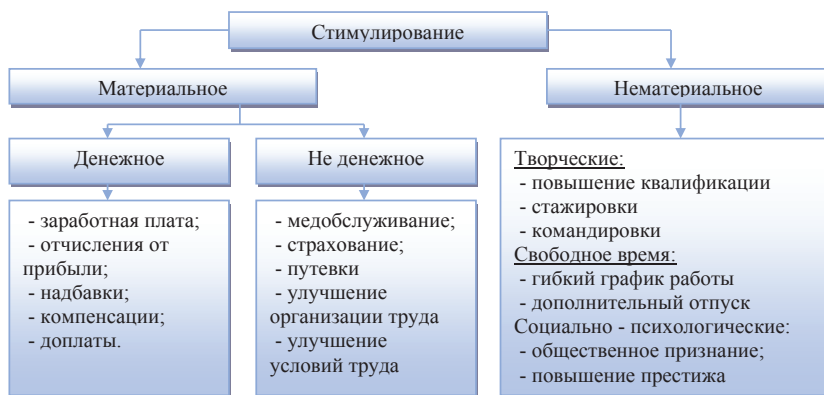 Стимулирование
Материальное
Нематериальное
Денежное
Не денежное
- заработная плата;
- отчисления от
прибыли;
- надбавки;
- компенсации;
- доплаты.
- медобслуживание;
- страхование;
- путевки
- улучшение
организации труда
- улучшение
условий труда
Творческие:
- повышение квалификации
- стажировки
- командировки
Свободное время:
- гибкий график работы
- дополнительный отпуск
Социально - психологические:
- общественное признание;
- повышение престижа